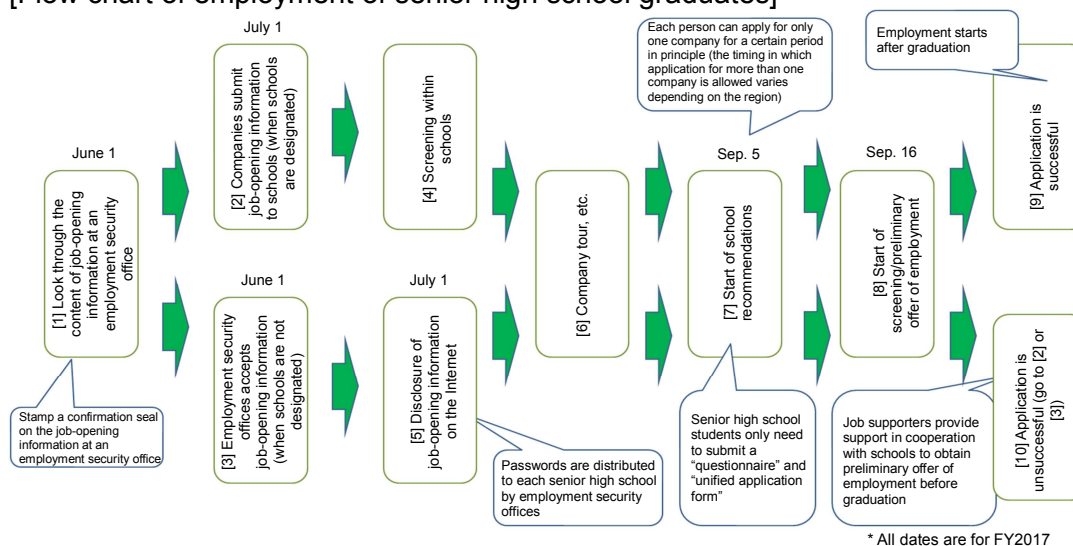 [Flow chart of employment of senior high school graduates]
June 1
[1] Look through the
content of job-opening
information at an
employment security
office
Stamp a confirmation seal
on the job-opening
information at an
employment security office
July 1
[2] Companies submit
job-opening information
to schools (when schools
are designated)
June 1
[3] Employment security
offices accepts
job-opening information
(when schools are not
designated)
[4] Screening within
schools
July 1
[5] Disclosure of
job-opening information
on the Internet
Passwords are distributed
to each senior high school
by employment security
offices
[6] Company tour, etc.
Each person can apply for only
one company for a certain period
in principle (the timing in which
application for more than one
company is allowed varies
depending on the region)
Sep. 5
[7] Start of school
recommendations
Senior high school
students only need
to submit a
“questionnaire” and
“unified application
form”
Sep. 16
[8] Start of
screening/preliminary
offer of employment
Employment starts
after graduation
[9] Application is
successful
Job supporters provide
support in cooperation
with schools to obtain
preliminary offer of
employment before
graduation
[10] Application is
unsuccessful (go to [2] or
[3])
* All dates are for FY2017